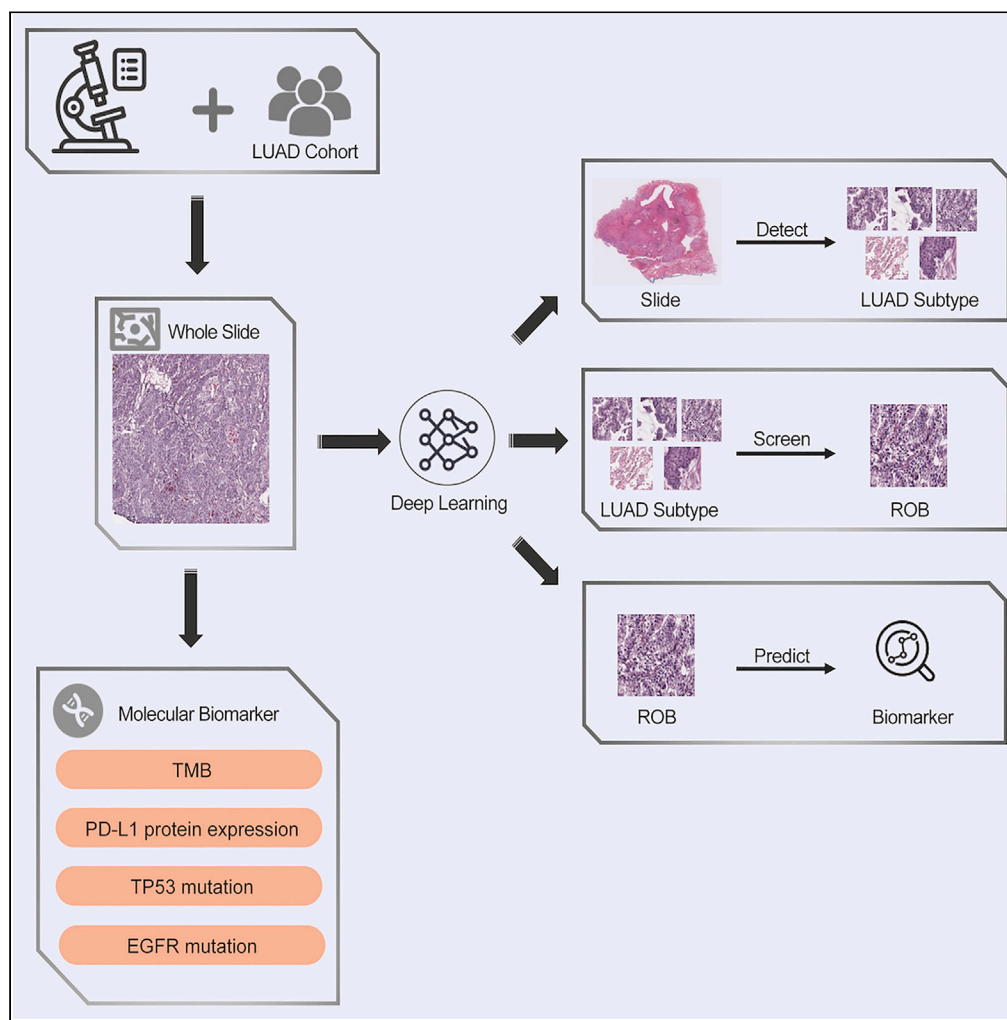 LUAD Cohort
Whole Slide
Deep Learning
Molecular Biomarker
TMB
PD-L1 protein expression
TP53 mutation
EGFR mutation
Detect
Slide
LUAD Subtype
Screen
LUAD Subtype
ROB
Predict
ROB
Biomarker